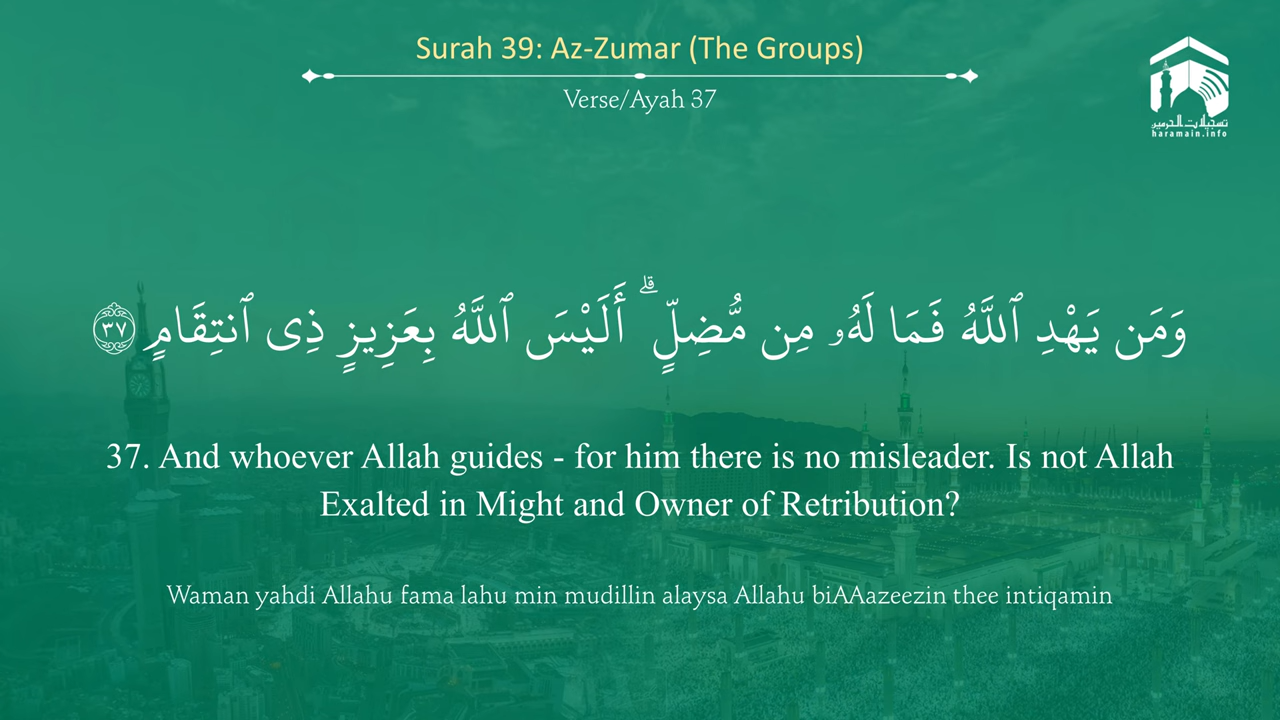 Surah 39: Az-Zumar (The Groups)
Verse/Ayah 37
تسجيلات الحرمين
haramain.info
وَمَن يَهْدِ ٱللَّهُ فَمَا لَهُۥ مِن مُّضِلٍّ ۗ أَلَيْسَ ٱللَّهُ بِعَزِيزٍ ذِى ٱنتِقَامٍ ٣٧
37. And whoever Allah guides - for him there is no misleader. Is not Allah
Exalted in Might and Owner of Retribution?
Waman yahdi Allahu fama lahu min mudillin alaysa Allahu biAAazeezin thee intiqamin